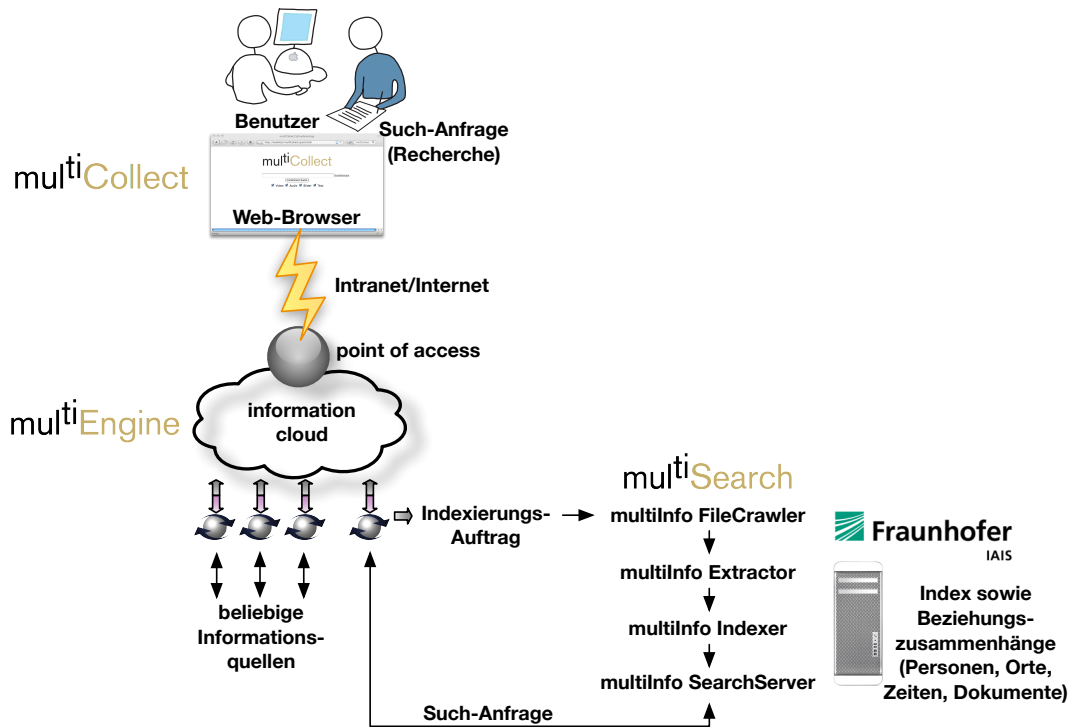 Benutzer
Such-Anfrage
(Recherche)
multiCollect
multiCollect
Web-Browser
Intranet/Internet
point of access
multiEngine
information
cloud
multiSearch
Indexierungs-
Auftrag
multiInfo FileCrawler
multiInfo Extractor
multiInfo Indexer
multiInfo SearchServer
Fraunhofer
IAIS
Index sowie
Beziehungs-
zusammenhänge
(Personen, Orte,
Zeiten, Dokumente)
beliebige
Informations-
quellen
Such-Anfrage